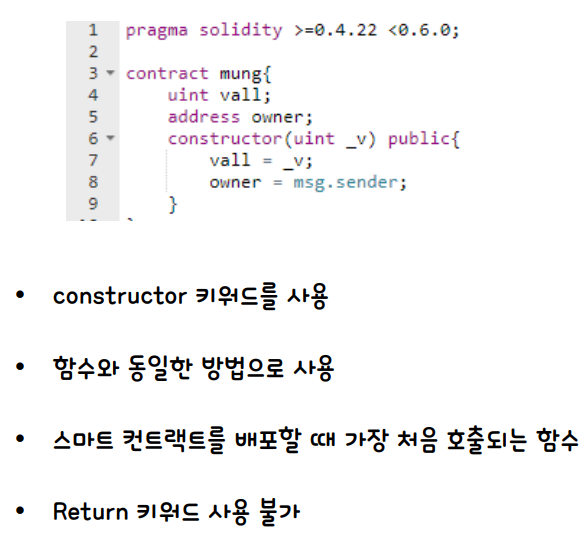 1 pragma solidity >=0.4.22 <0.6.0;
2
3 contract mung{
4 uint vall;
5 address owner;
6 constructor(uint _v) public{
7 vall = _v;
8 owner = msg.sender;
9 }
• constructor 키워드를 사용
• 함수와 동일한 방법으로 사용
• 스마트 컨트랙트를 배포할 때 가장 처음 호출되는 함수
• Return 키워드 사용 불가